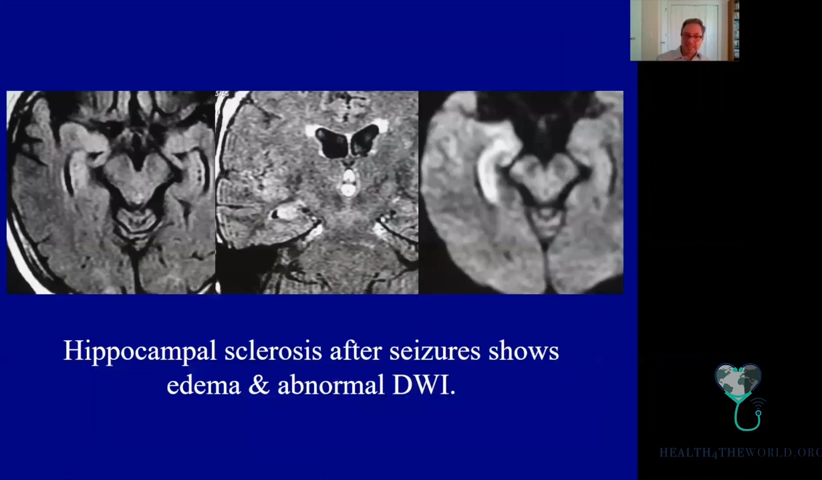 Hippocampal sclerosis after seizures shows
edema & abnormal DWI.
HEALTH4THEWORLD.ORG